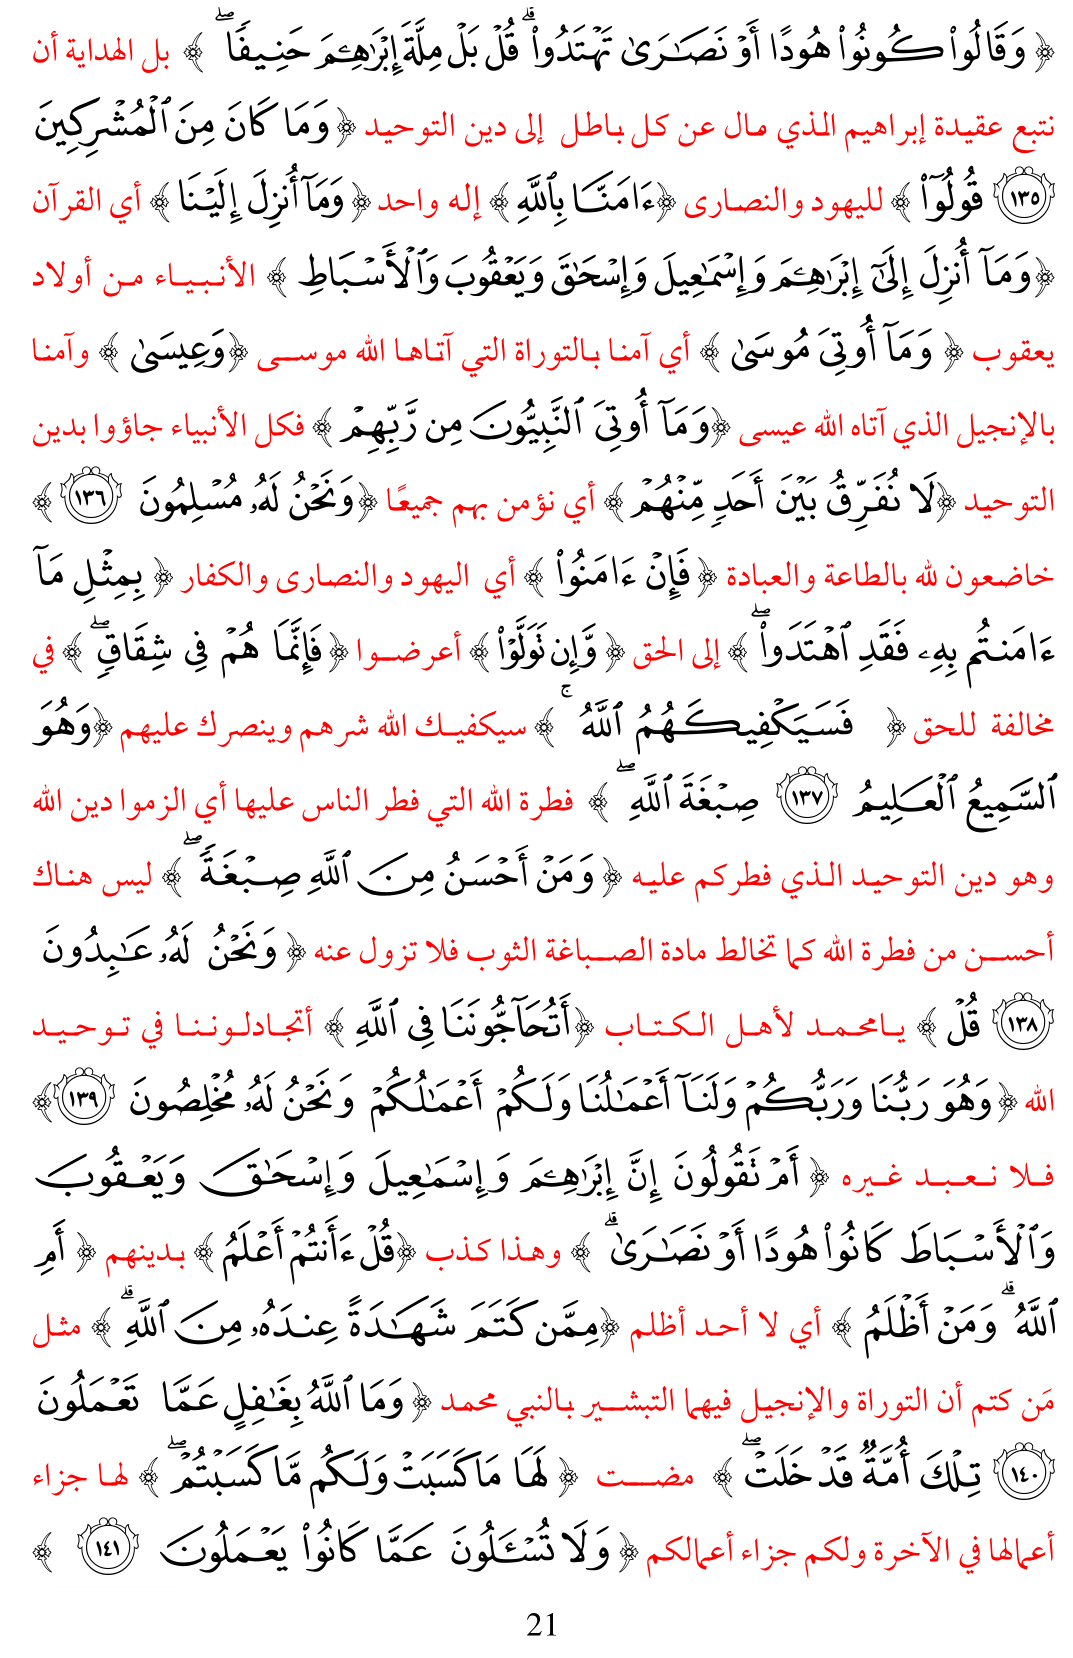 ﴿ وَقَالُواْ كُونُواْ هُودًا أَوْ نَصَـٰرَىٰ تَهْتَدُواْۗ قُلْ بَلْ مِلَّةَ إِبْرَٰهِـۧمَ حَنِيفًاۖ ﴾ بل الهداية أن
نتبع عقيدة إبراهيم الذي مال عن كل باطل إلى دين التوحيد ﴿ وَمَا كَانَ مِنَ ٱلْمُشْرِكِينَ
١٣٥ قُولُوٓاْ ﴾ لليهود والنصارى ﴿ءَامَنَّا بِٱللَّهِ ﴾ إله واحد ﴿ وَمَآ أُنزِلَ إِلَيْنَا ﴾ أي القرآن
﴿وَمَآ أُنزِلَ إِلَىٰٓ إِبْرَٰهِـۧمَ وَإِسْمَـٰعِيلَ وَإِسْحَـٰقَ وَيَعْقُوبَ وَٱلْأَسْبَاطِ ﴾ الأنبياء من أولاد
يعقوب ﴿ وَمَآ أُوتِيَ مُوسَىٰ ﴾ أي آمنا بالتوراة التي آتاها الله موسى ﴿وَعِيسَىٰ ﴾ وآمنا
بالإنجيل الذي آتاه الله عيسى ﴿وَمَآ أُوتِيَ ٱلنَّبِيُّونَ مِن رَّبِّهِمْ ﴾ فكل الأنبياء جاؤوا بدين
التوحيد ﴿لَا نُفَرِّقُ بَيْنَ أَحَدٍ مِّنْهُمْ ﴾ أي نؤمن بهم جميعًا ﴿وَنَحْنُ لَهُۥ مُسْلِمُونَ ١٣٦ ﴾
خاضعون لله بالطاعة والعبادة ﴿ فَإِنْ ءَامَنُواْ ﴾ أي اليهود والنصارى والكفار ﴿ بِمِثْلِ مَآ
ءَامَنتُم بِهِۦ فَقَدِ ٱهْتَدَواْۖ ﴾ إلى الحق ﴿ وَّإِن تَوَلَّوْاْ ﴾ أعرضوا ﴿ فَإِنَّمَا هُمْ فِي شِقَاقٍۖ ﴾ في
مخالفة للحق ﴿ فَسَيَكْفِيكَهُمُ ٱللَّهُۚ ﴾ سيكفيك الله شرهم وينصرك عليهم ﴿وَهُوَ
ٱلسَّمِيعُ ٱلْعَلِيمُ ١٣٧ صِبْغَةَ ٱللَّهِۖ ﴾ فطرة الله التي فطر الناس عليها أي الزموا دين الله
وهو دين التوحيد الذي فطركم عليه ﴿ وَمَنْ أَحْسَنُ مِنَ ٱللَّهِ صِبْغَةًۖ ﴾ ليس هناك
أحسن من فطرة الله كما تخالط مادة الصباغة الثوب فلا تزول عنه ﴿ وَنَحْنُ لَهُۥ عَـٰبِدُونَ
١٣٨ قُلْ ﴾ يامحمد لأهل الكتاب ﴿أَتُحَآجُّونَنَا فِي ٱللَّهِ ﴾ أتجادلوننا في توحيد
الله ﴿وَهُوَ رَبُّنَا وَرَبُّكُمْ وَلَنَآ أَعْمَـٰلُنَا وَلَكُمْ أَعْمَـٰلُكُمْ وَنَحْنُ لَهُۥ مُخْلِصُونَ ١٣٩ ﴾
فلا نعبد غيره ﴿ أَمْ تَقُولُونَ إِنَّ إِبْرَٰهِـۧمَ وَإِسْمَـٰعِيلَ وَإِسْحَـٰقَ وَيَعْقُوبَ
وَٱلْأَسْبَاطَ كَانُواْ هُودًا أَوْ نَصَـٰرَىٰۗ ﴾ وهذا كذب ﴿قُلْ ءَأَنتُمْ أَعْلَمُ ﴾ بدينهم ﴿ أَمِ
ٱللَّهُۗ وَمَنْ أَظْلَمُ ﴾ أي لا أحد أظلم ﴿مِمَّن كَتَمَ شَهَـٰدَةً عِندَهُۥ مِنَ ٱللَّهِۗ ﴾ مثل
مَن كتم أن التوراة والإنجيل فيهما التبشير بالنبي محمد ﴿ وَمَا ٱللَّهُ بِغَـٰفِلٍ عَمَّا تَعْمَلُونَ
١٤٠ تِلْكَ أُمَّةٌ قَدْ خَلَتْۖ ﴾ مضت ﴿ لَهَا مَا كَسَبَتْ وَلَكُم مَّا كَسَبْتُمْۖ ﴾ لها جزاء
أعمالها في الآخرة ولكم جزاء أعمالكم ﴿ وَلَا تُسْـَٔلُونَ عَمَّا كَانُواْ يَعْمَلُونَ ١٤١ ﴾
21